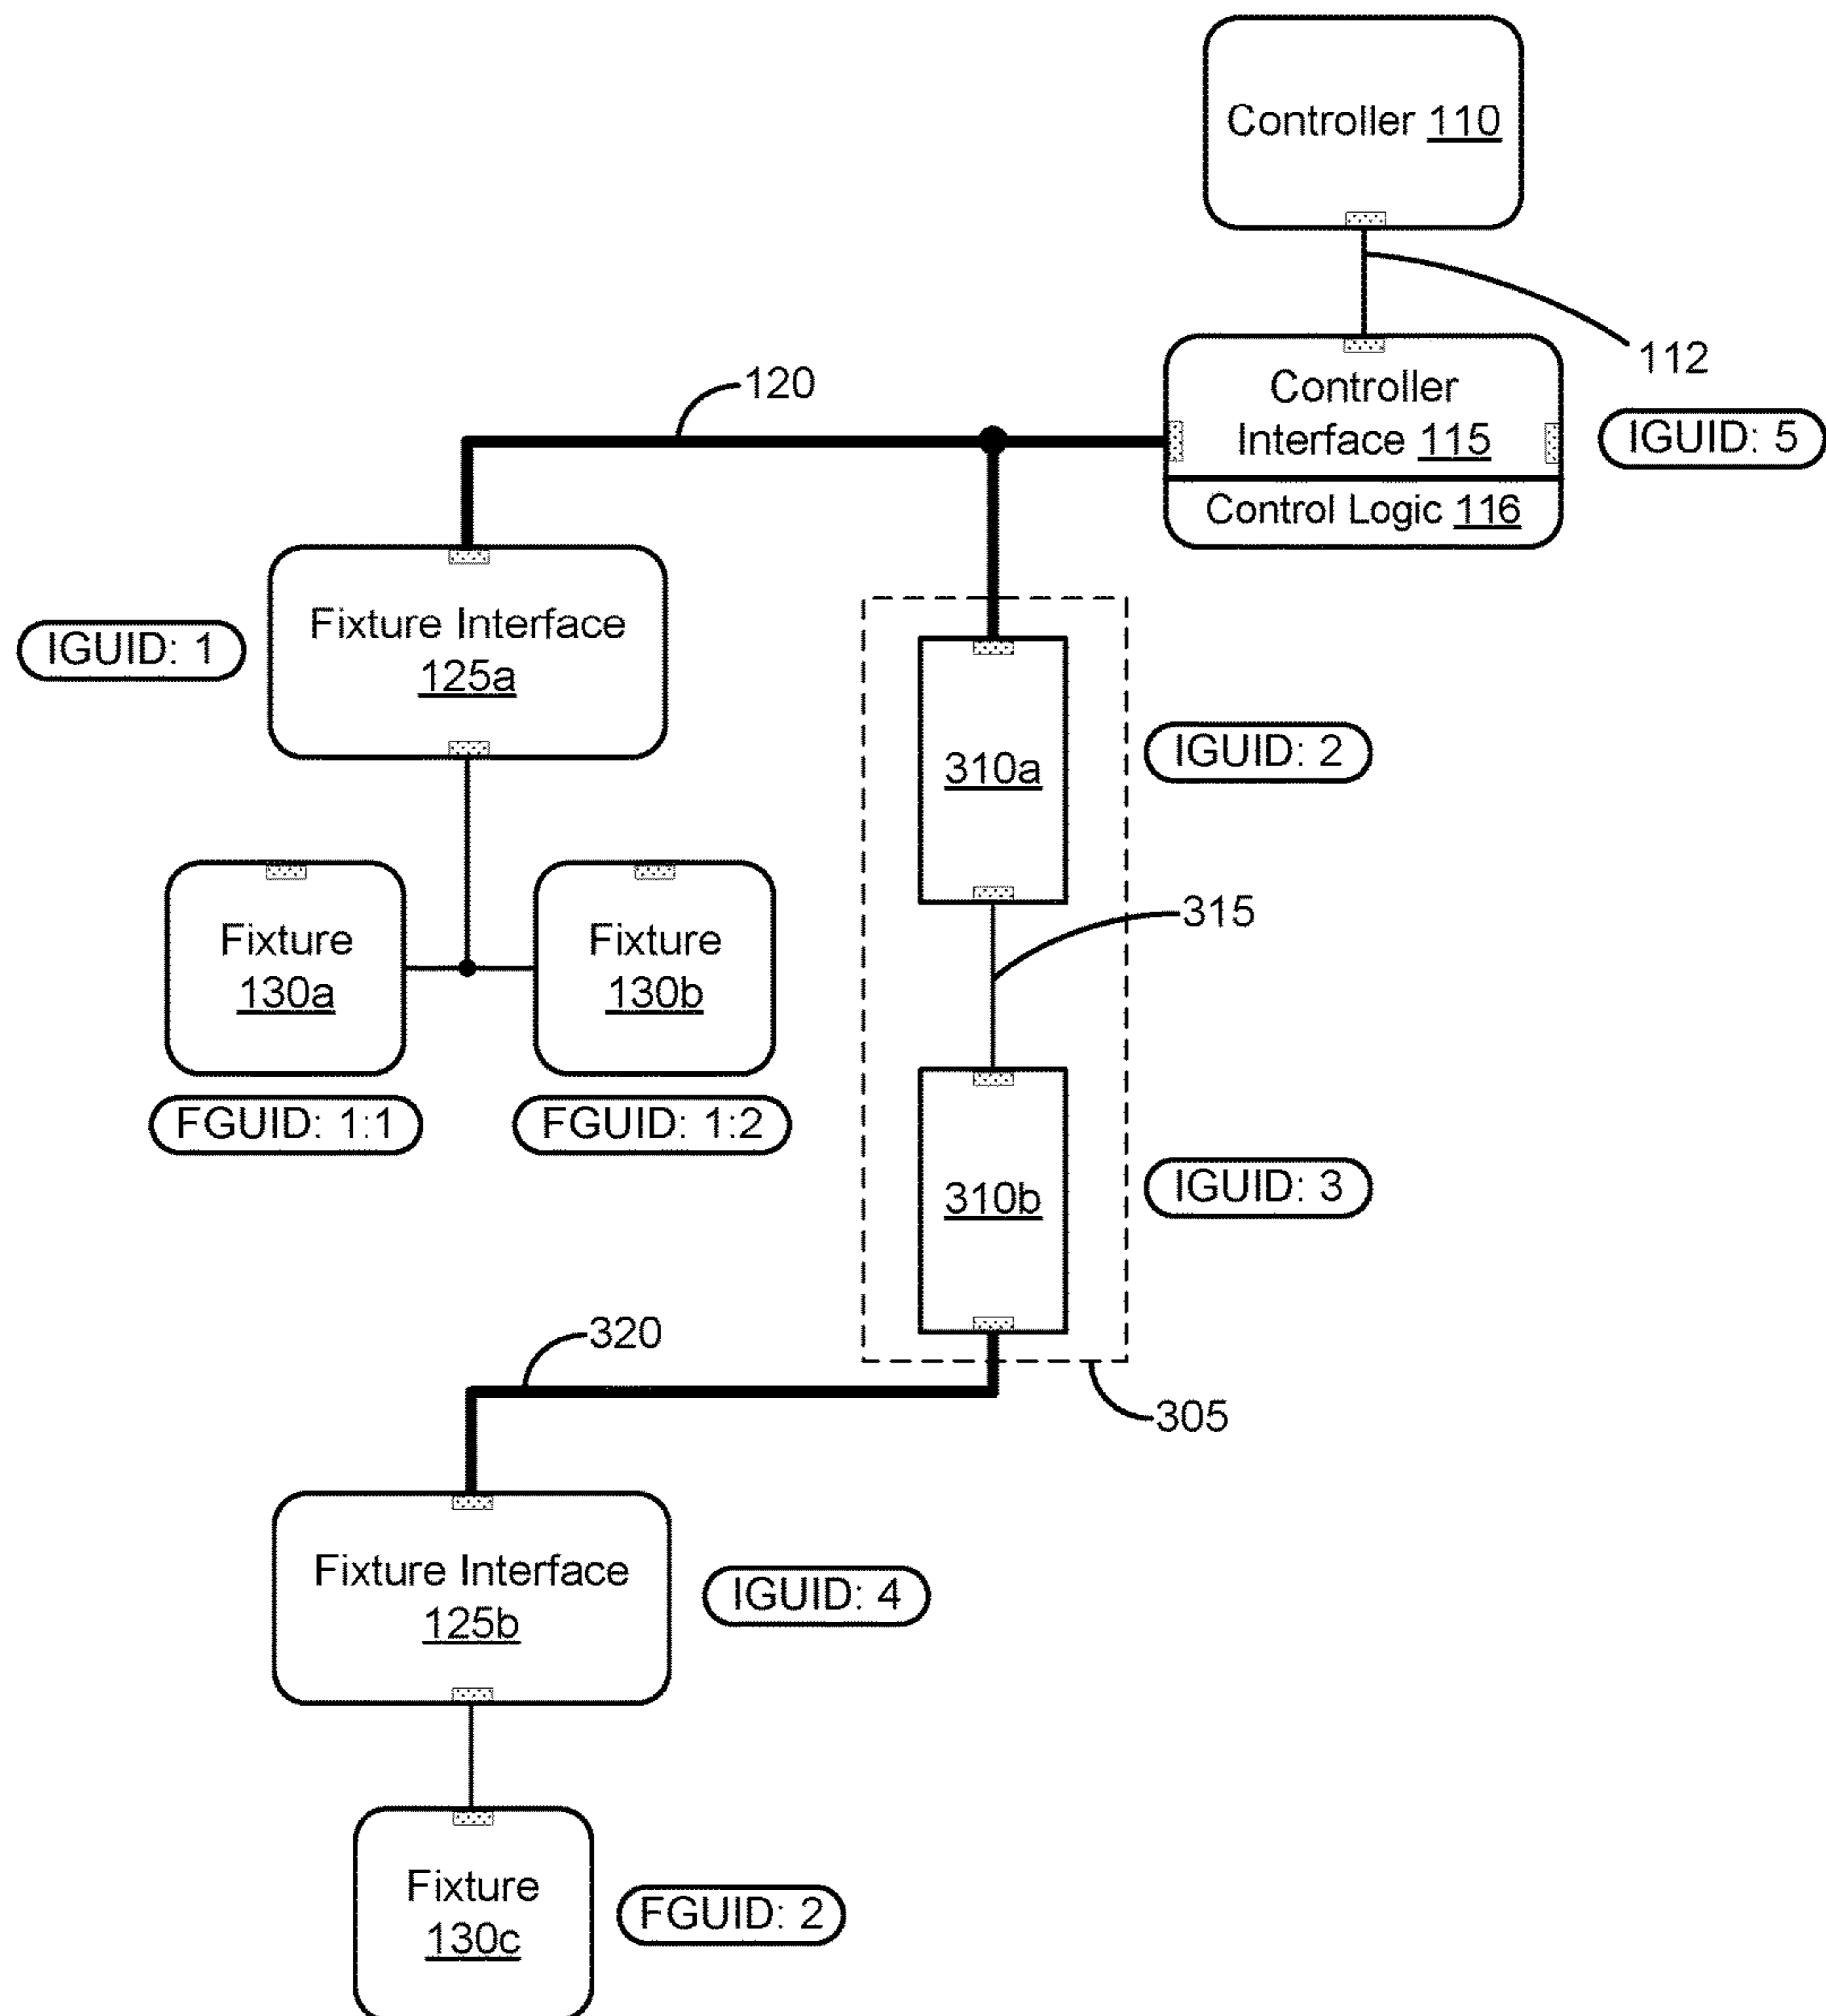 Controller 110
112
120
Controller
Interface 115
IGUID: 5
Control Logic 116
Fixture Interface
125a
IGUID: 1
310a
IGUID: 2
315
Fixture
130a
Fixture
130b
FGUID: 1:1
FGUID: 1:2
310b
IGUID: 3
320
305
Fixture Interface
125b
IGUID: 4
Fixture
130c
FGUID: 2